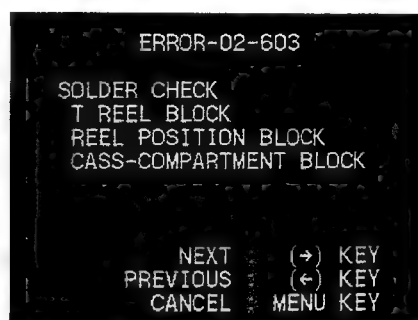 ERROR-02-603
SOLDER CHECK
T REEL BLOCK
REEL POSITION BLOCK
CASS-COMPARTMENT BLOCK
NEXT (→) KEY
PREVIOUS (←) KEY
CANCEL MENU KEY